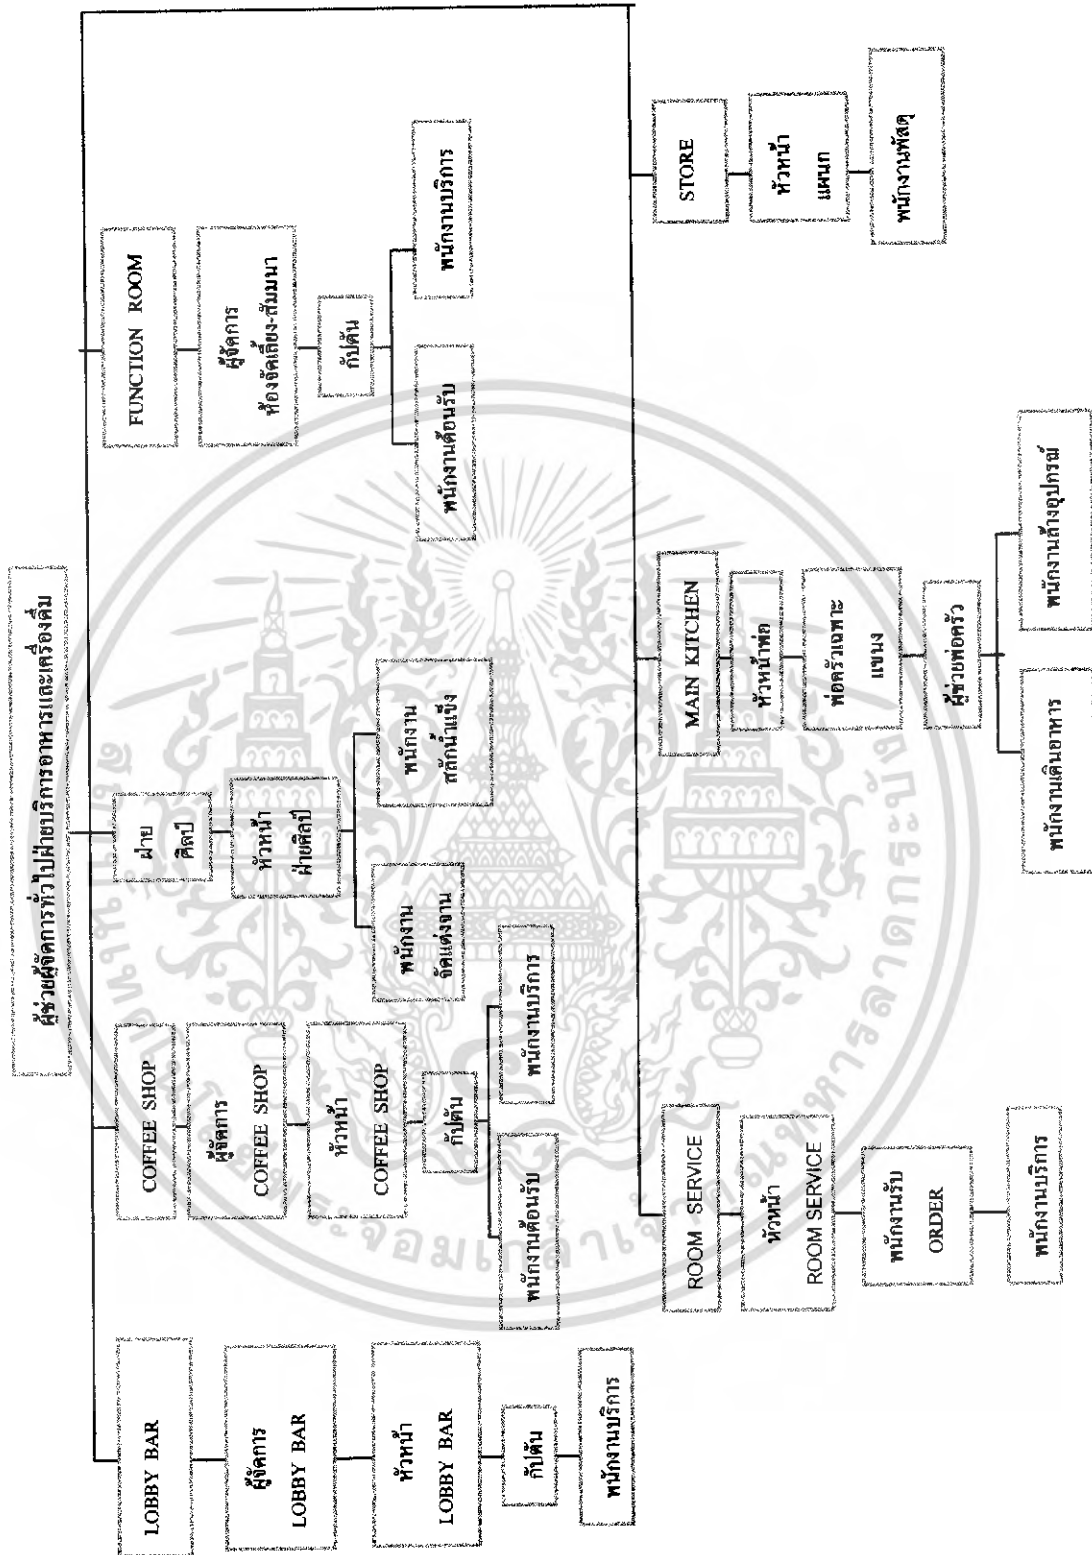 ผู้ช่วยผู้จัดการทั่วไปฝ่ายบริการอาหารและเครื่องดื่ม
LOBBY BAR
ผู้จัดการ
LOBBY BAR
หัวหน้า
LOBBY BAR
กัปตัน
พนักงานบริการ
COFFEE SHOP
ผู้จัดการ
COFFEE SHOP
หัวหน้า
COFFEE SHOP
กัปตัน
พนักงานต้อนรับ
พนักงานบริการ
ฝ่าย
ศิลป์
หัวหน้า
ฝ่ายศิลป์
พนักงาน
จัดแต่งจาน
พนักงาน
สลักน้ำแข็ง
FUNCTION ROOM
ผู้จัดการ
ห้องจัดเลี้ยง-สัมมนา
กัปตัน
พนักงานต้อนรับ
พนักงานบริการ
ROOM SERVICE
หัวหน้า
ROOM SERVICE
พนักงานรับ
ORDER
พนักงานบริการ
MAIN KITCHEN
หัวหน้าพ่อ
พ่อครัวเฉพาะ
แขนง
ผู้ช่วยพ่อครัว
พนักงานเดินอาหาร
พนักงานล้างอุปกรณ์
STORE
หัวหน้า
แผนก
พนักงานพัสดุ